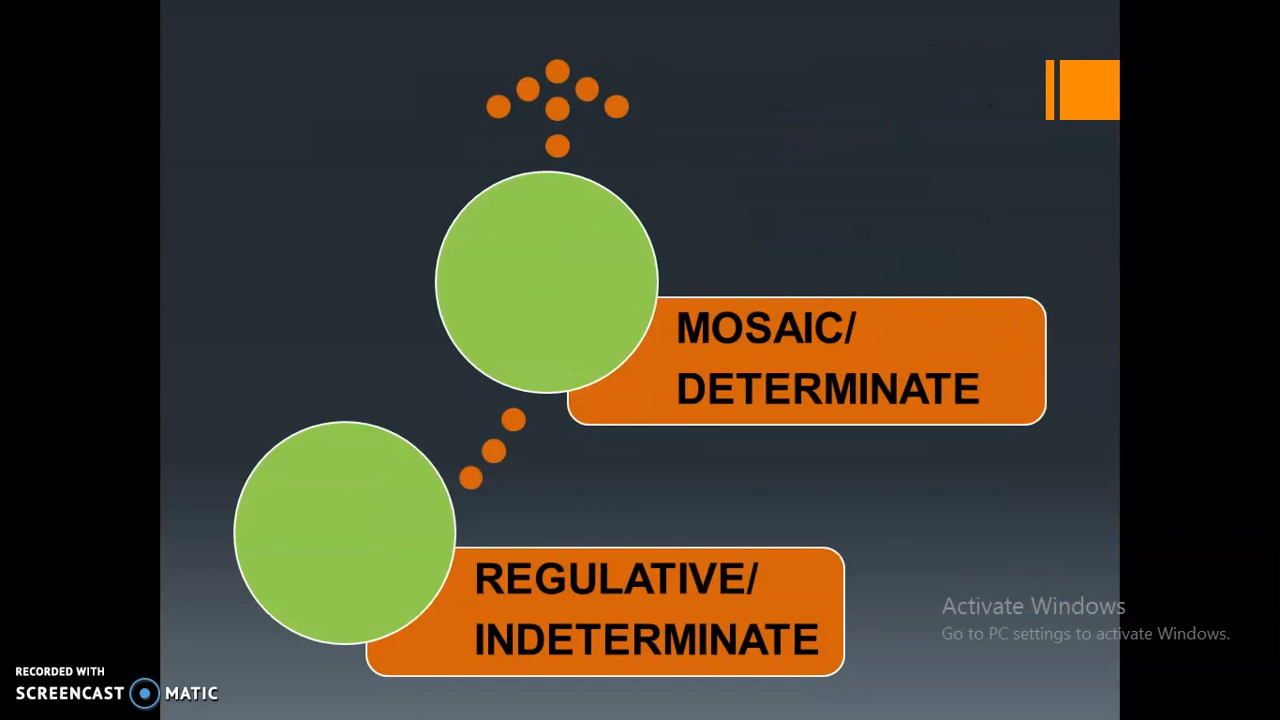 MOSAIC/
DETERMINATE
REGULATIVE/
INDETERMINATE
Activate Windows
Go to PC settings to activate Windows.
RECORDED WITH
SCREENCAST MATIC